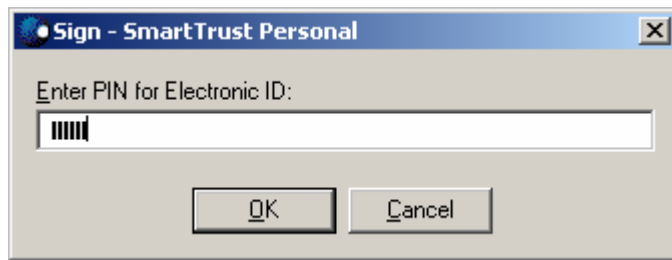 Sign - SmartTrust Personal
Enter PIN for Electronic ID:
OK
Cancel